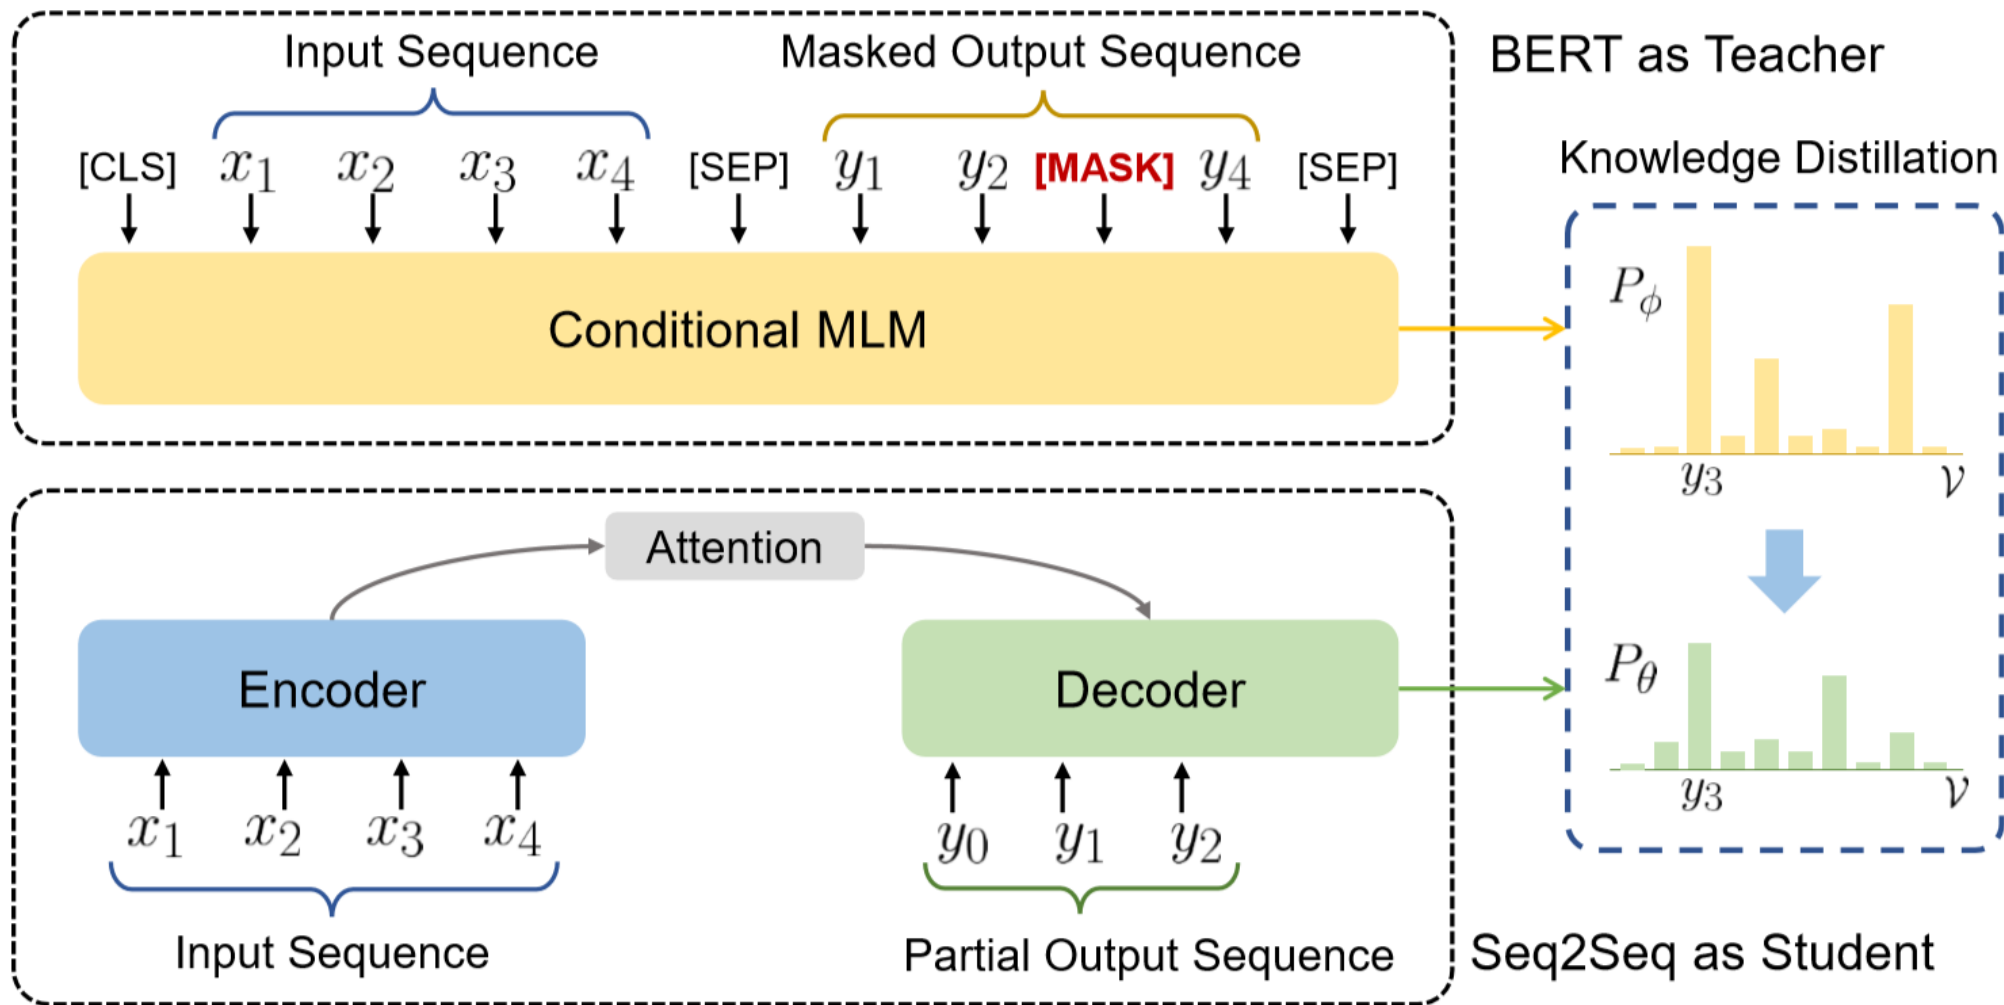 Input Sequence
Masked Output Sequence
BERT as Teacher
[CLS] x1 x2 x3 x4 [SEP] y1 y2 [MASK] y4 [SEP]
Knowledge Distillation
Conditional MLM
Pϕ
y3 𝒱
Attention
Encoder
Decoder
Pθ
y3 𝒱
x1 x2 x3 x4
y0 y1 y2
Input Sequence
Partial Output Sequence
Seq2Seq as Student